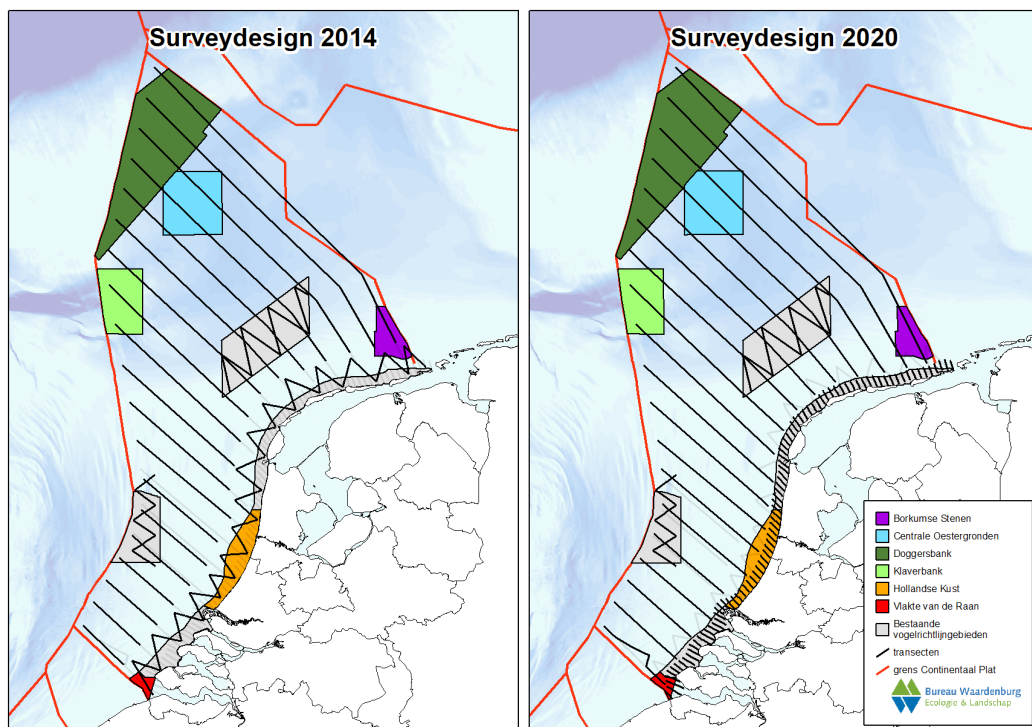 Surveydesign 2014
Surveydesign 2020
Borkumse Stenen
Centrale Oestergronden
Doggersbank
Klaverbank
Hollandse Kust
Vlakte van de Raan
Bestaande
vogelrichtlijngebieden
transecten
grens Continentaal Plat
Bureau Waardenburg
Ecologie & Landschap